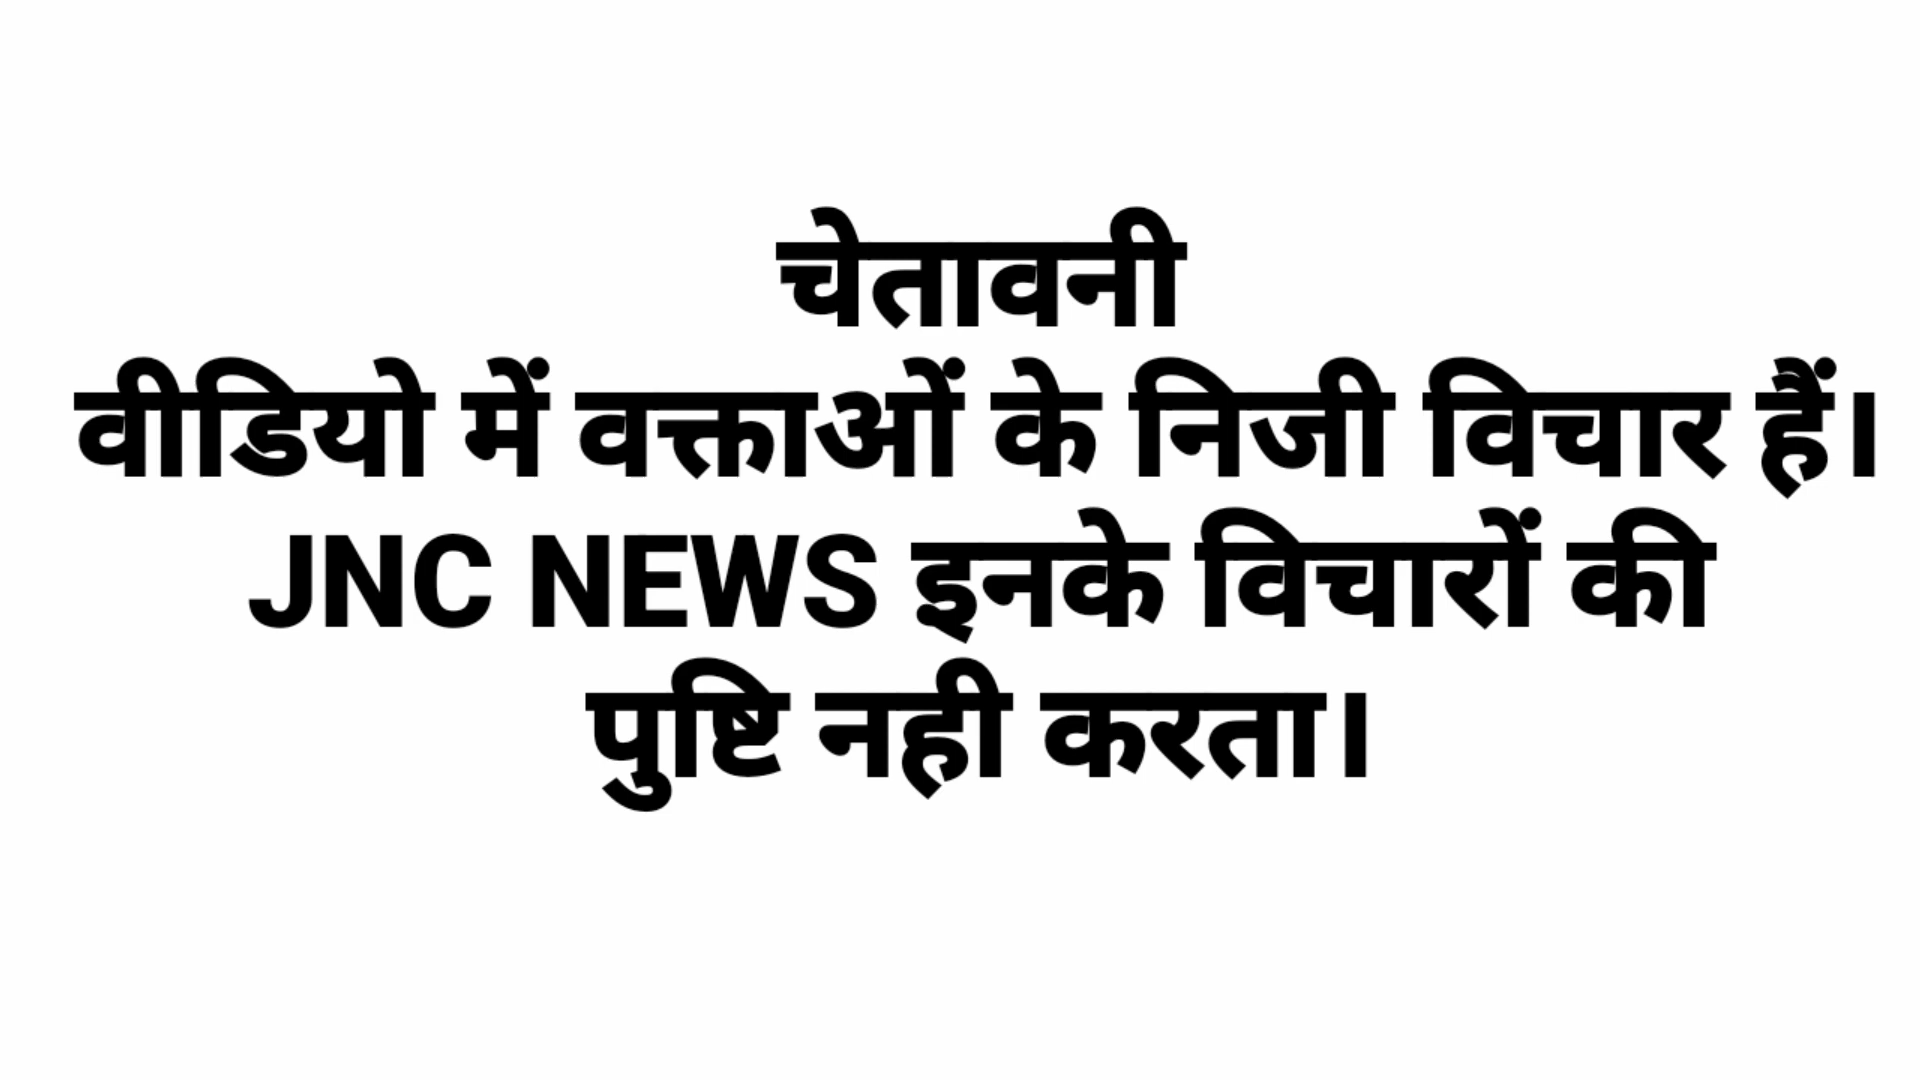 चेतावनी
वीडियो में वक्ताओं के निजी विचार हैं।
JNC NEWS इनके विचारों की
पुष्टि नही करता।